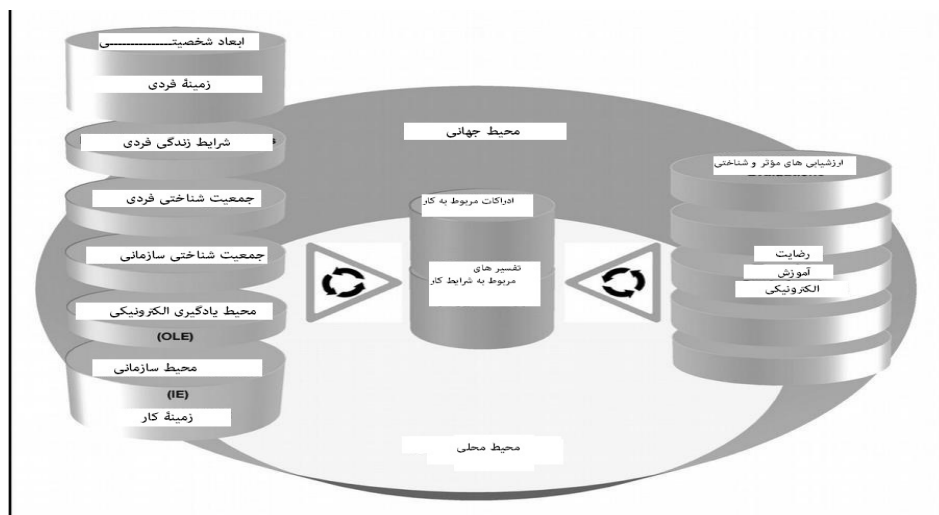 ابعاد شخصیتـــــــــــــــی
زمینهٔ فردی
شرایط زندگی فردی
جمعیت شناختی فردی
جمعیت شناختی سازمانی
محیط یادگیری الکترونیکی
(OLE)
محیط سازمانی
(IE)
زمینهٔ کار
محیط جهانی
ادراکات مربوط به کار
تفسیر های
مربوط به شرایط کار
محیط محلی
ارزشیابی های مؤثر و شناختی
رضایت
آموزش
الکترونیکی